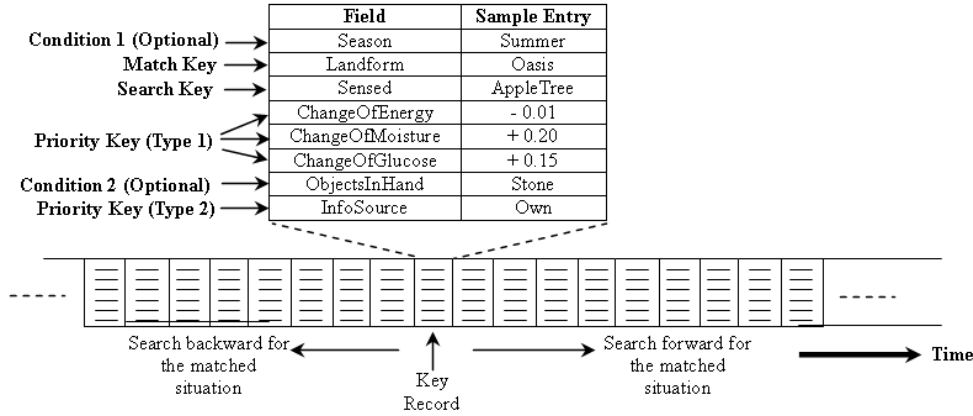 Field Sample Entry
Condition 1 (Optional) Season Summer
Match Key Landform Oasis
Search Key Sensed AppleTree
ChangeOfEnergy - 0.01
Priority Key (Type 1) ChangeOfMoisture + 0.20
ChangeOfGlucose + 0.15
Condition 2 (Optional) ObjectsInHand Stone
Priority Key (Type 2) InfoSource Own
Search backward for
the matched
situation
Key
Record
Search forward for
the matched
situation
Time